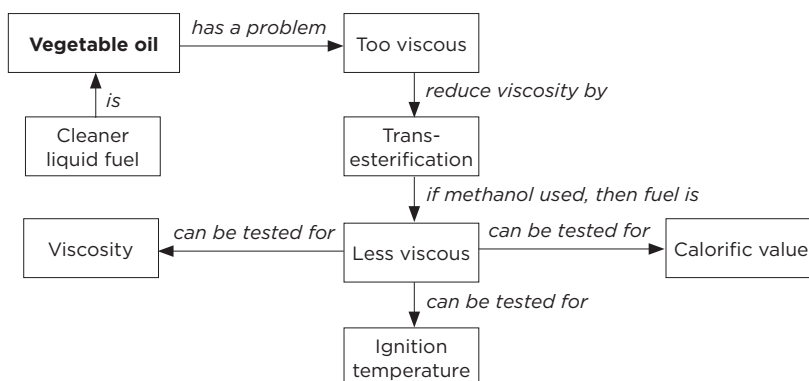 Vegetable oil
has a problem
Too viscous
is
reduce viscosity by
Cleaner
liquid fuel
Trans-
esterification
if methanol used, then fuel is
Viscosity
can be tested for
Less viscous
can be tested for
Calorific value
can be tested for
Ignition
temperature